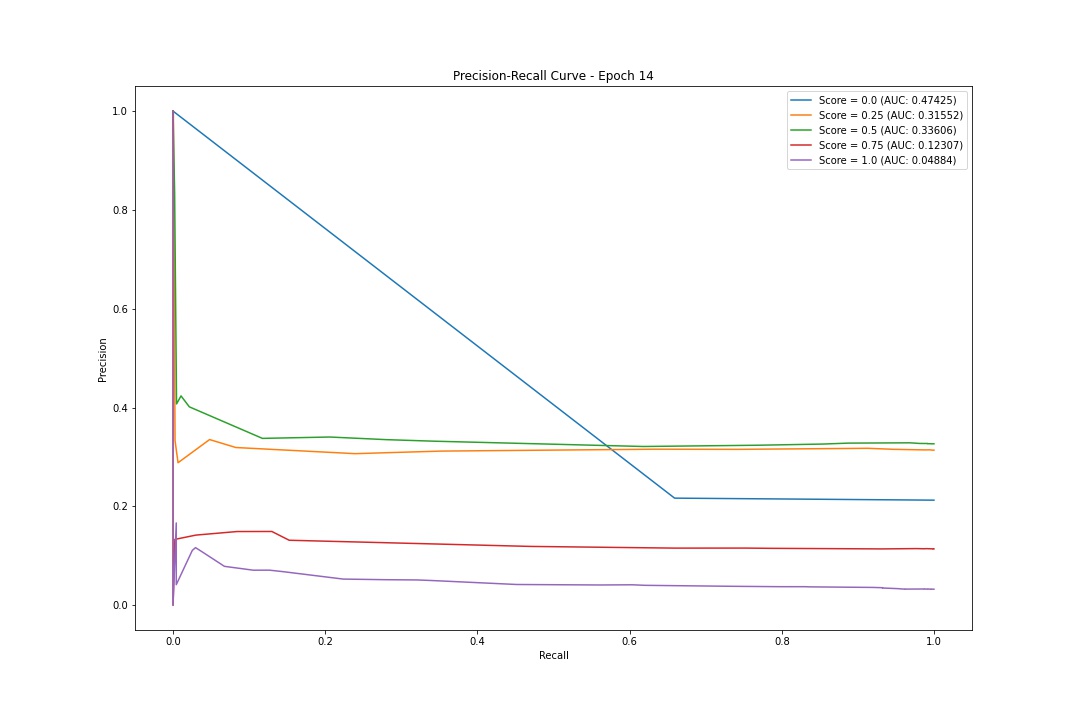 Precision-Recall Curve - Epoch 14
Score = 0.0 (AUC: 0.47425)
Score = 0.25 (AUC: 0.31552)
Score = 0.5 (AUC: 0.33606)
Score = 0.75 (AUC: 0.12307)
Score = 1.0 (AUC: 0.04884)
Precision
1.0
0.8
0.6
0.4
0.2
0.0
0.0 0.2 0.4 0.6 0.8 1.0
Recall